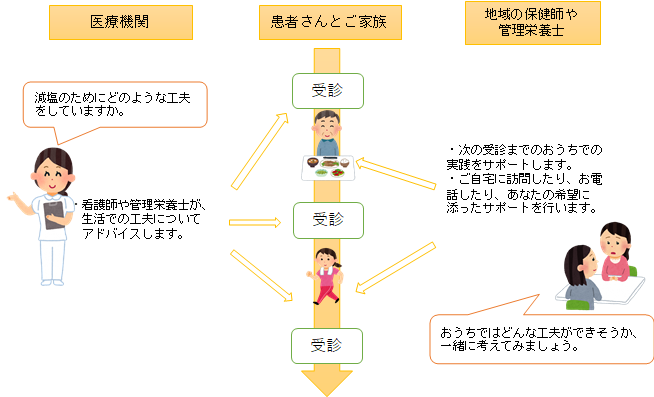 医療機関
患者さんとご家族
地域の保健師や
管理栄養士
減塩のためにどのような工夫
をしていますか。
・看護師や管理栄養士が、
生活での工夫について
アドバイスします。
受診
受診
受診
・次の受診までのおうちでの
実践をサポートします。
・ご自宅に訪問したり、お電
話したり、あなたの希望に
添ったサポートを行います。
おうちではどんな工夫ができそうか、
一緒に考えてみましょう。